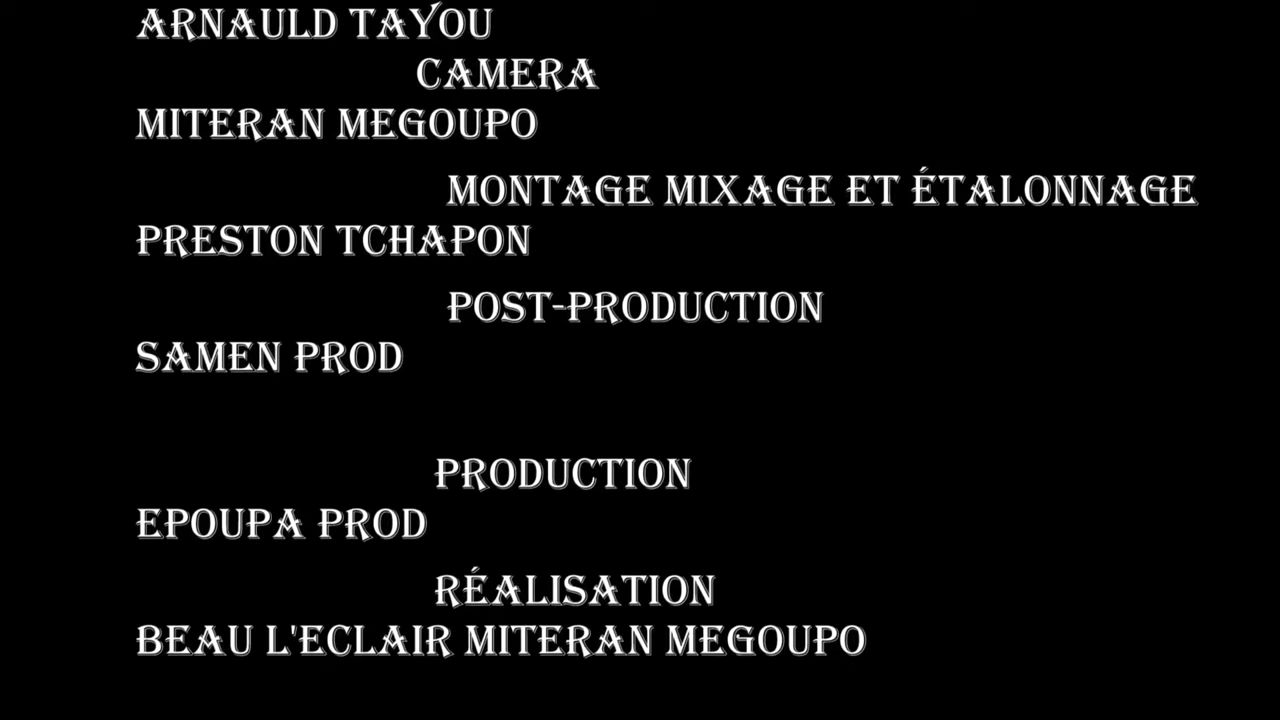 ARNAULD TAYOU
CAMERA
MITERAN MEGOUPO
MONTAGE MIXAGE ET ÉTALONNAGE
PRESTON TCHAPON
POST-PRODUCTION
SAMEN PROD
PRODUCTION
EPOUPA PROD
RÉALISATION
BEAU L'ECLAIR MITERAN MEGOUPO